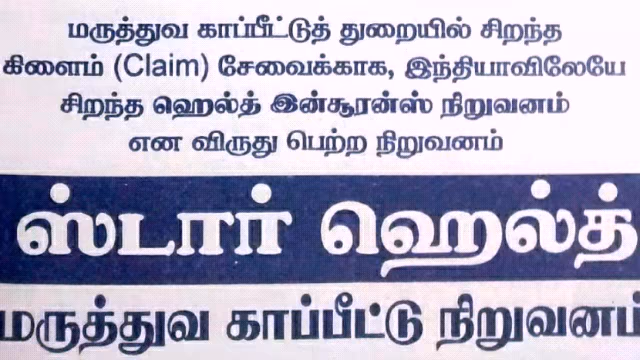 மருத்துவ காப்பீட்டுத் துறையில் சிறந்த
கிளைம் (Claim) சேவைக்காக, இந்தியாவிலேயே
சிறந்த ஹெல்த் இன்சூரன்ஸ் நிறுவனம்
என விருது பெற்ற நிறுவனம்
ஸ்டார் ஹெல்த்
மருத்துவ காப்பீட்டு நிறுவனம்